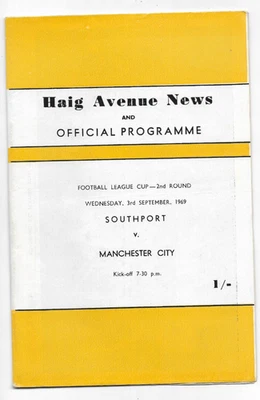 Haig Avenue News
AND
OFFICIAL PROGRAMME
FOOTBALL LEAGUE CUP — 2nd ROUND
WEDNESDAY, 3rd SEPTEMBER, 1969
SOUTHPORT
v.
MANCHESTER CITY
Kick-off 7-30 p.m.
1/-